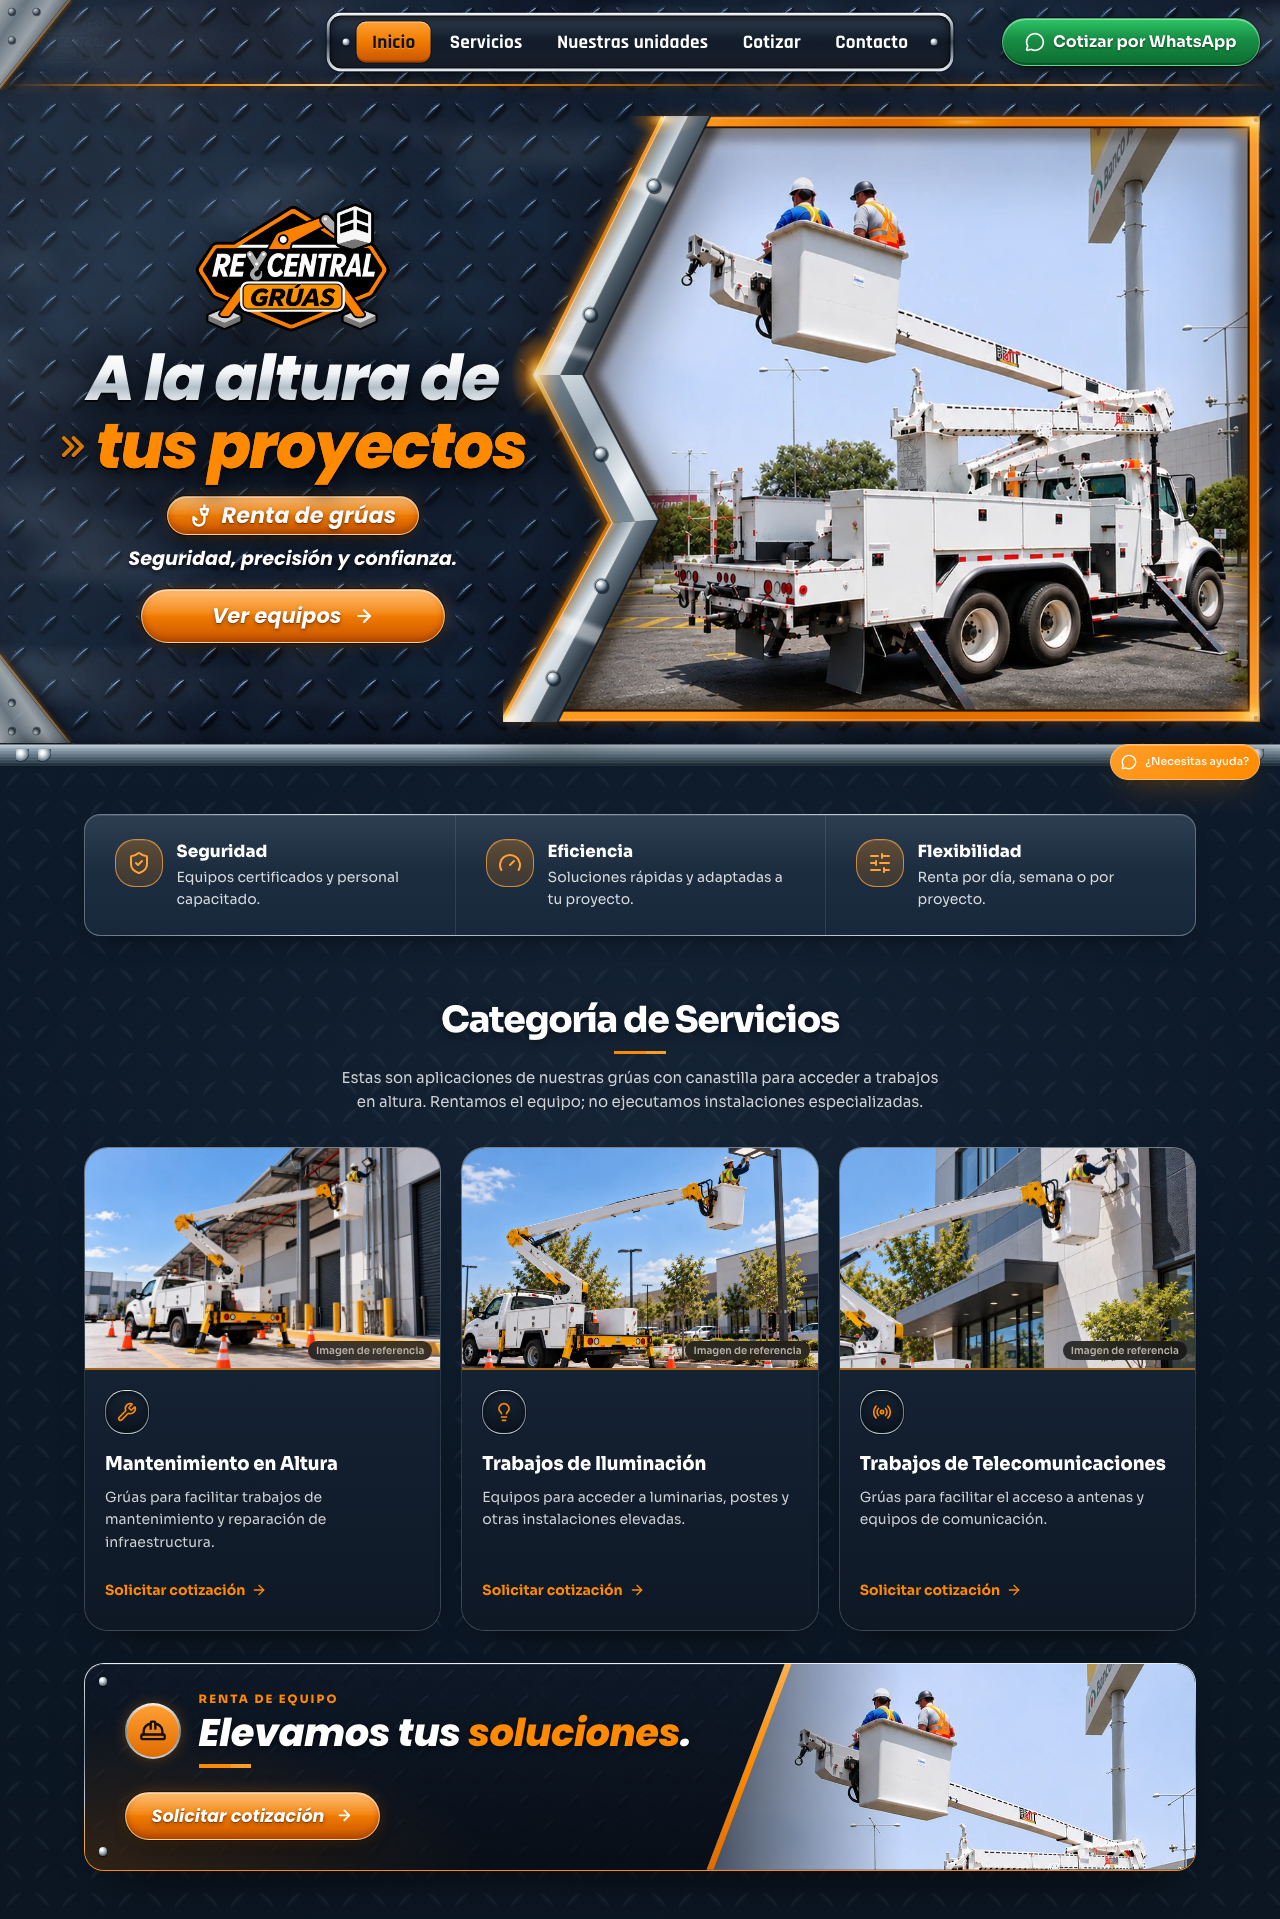 Inicio
Servicios
Nuestras unidades
Cotizar
Contacto
Cotizar por WhatsApp
REYCENTRAL
GRÚAS
A la altura de
tus proyectos
Renta de grúas
Seguridad, precisión y confianza.
Ver equipos
¿Necesitas ayuda?
Seguridad
Equipos certificados y personal
capacitado.
Eficiencia
Soluciones rápidas y adaptadas a
tu proyecto.
Flexibilidad
Renta por día, semana o por
proyecto.
Categoría de Servicios
Estas son aplicaciones de nuestras grúas con canastilla para acceder a trabajos
en altura. Rentamos el equipo; no ejecutamos instalaciones especializadas.
Imagen de referencia
Imagen de referencia
Imagen de referencia
Mantenimiento en Altura
Grúas para facilitar trabajos de
mantenimiento y reparación de
infraestructura.
Solicitar cotización
Trabajos de Iluminación
Equipos para acceder a luminarias, postes y
otras instalaciones elevadas.
Solicitar cotización
Trabajos de Telecomunicaciones
Grúas para facilitar el acceso a antenas y
equipos de comunicación.
Solicitar cotización
RENTA DE EQUIPO
Elevamos tus soluciones.
Solicitar cotización